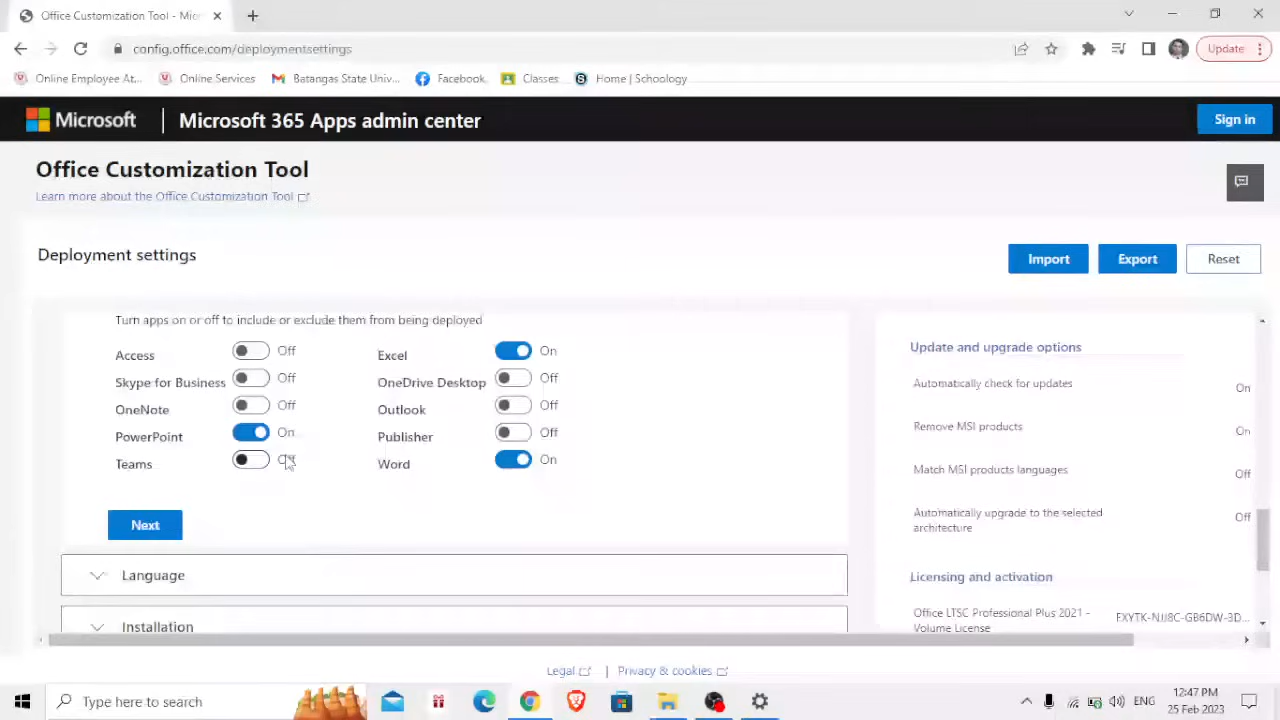 Office Customization Tool - Micr
config.office.com/deploymentsettings
Update
Online Employee At...
Online Services
Batangas State Univ...
Facebook
Classes
Home | Schoology
Microsoft
Microsoft 365 Apps admin center
Sign in
Office Customization Tool
Learn more about the Office Customization Tool
Deployment settings
Import
Export
Reset
Turn apps on or off to include or exclude them from being deployed
Access Off Excel On
Skype for Business Off OneDrive Desktop Off
OneNote Off Outlook Off
PowerPoint On Publisher Off
Teams Word On
Next
Language
Installation
Update and upgrade options
Automatically check for updates On
Remove MSI products On
Match MSI products languages Off
Automatically upgrade to the selected
architecture Off
Licensing and activation
Office LTSC Professional Plus 2021 -
Volume License FXYTK-NJJ8C-GB6DW-3D...
Legal | Privacy & cookies
Type here to search
ENG
12:47 PM
25 Feb 2023